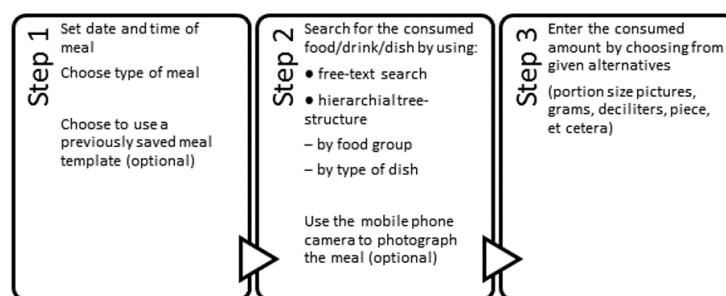 Step 1
Set date and time of
meal
Choose type of meal
Choose to use a
previously saved meal
template (optional)
Step 2
Search for the consumed
food/drink/dish by using:
● free-text search
● hierarchial tree-
structure
– by food group
– by type of dish
Use the mobile phone
camera to photograph
the meal (optional)
Step 3
Enter the consumed
amount by choosing from
given alternatives
(portion size pictures,
grams, deciliters, piece,
et cetera)